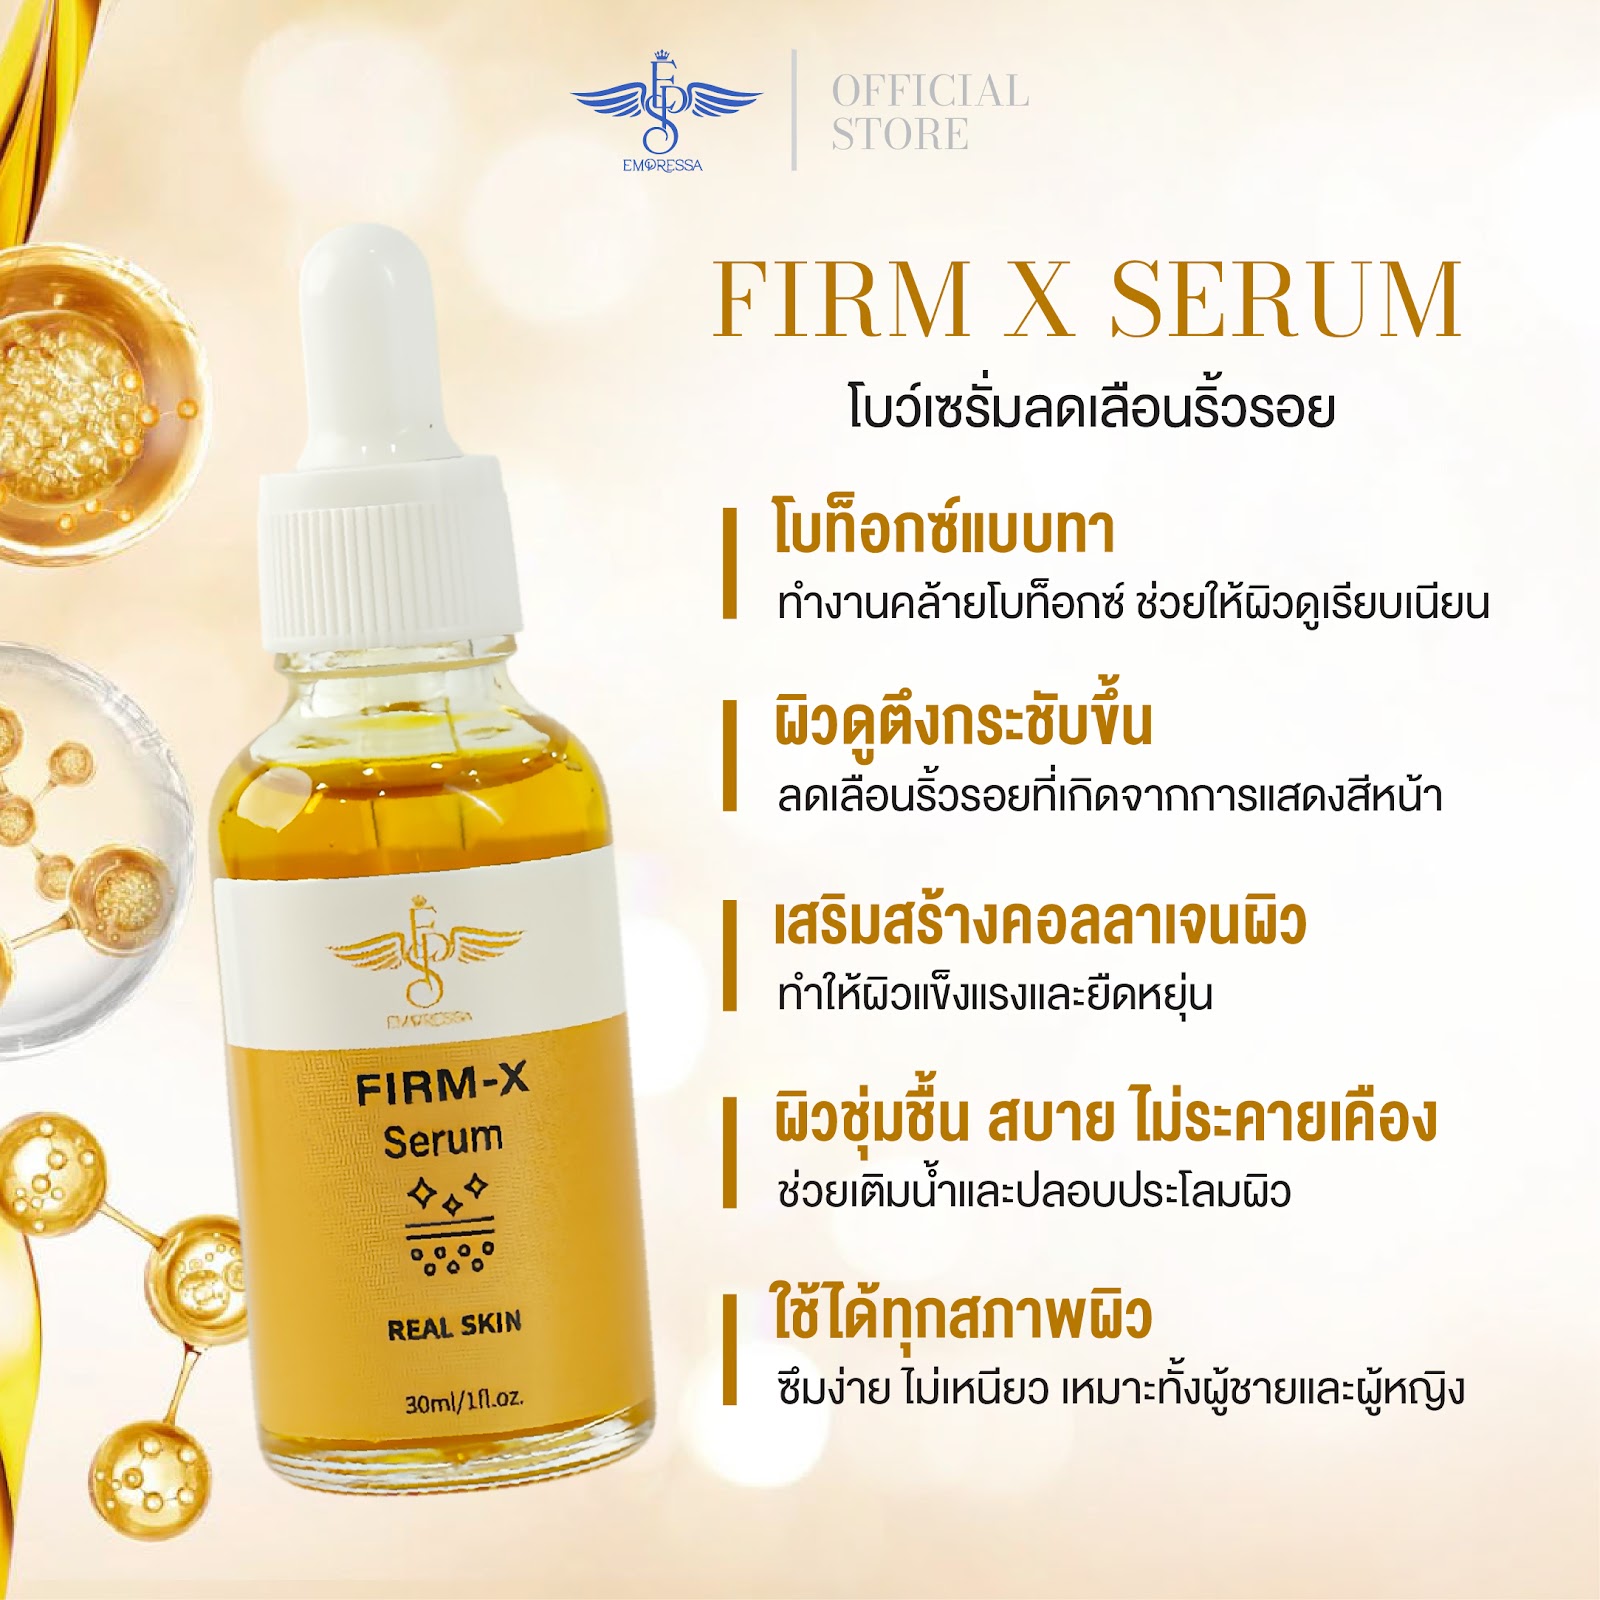 EMPRESSA
OFFICIAL
STORE
FIRM X SERUM
โบว์เซรั่มลดเลือนริ้วรอย
โบท็อกซ์แบบทา
ทำงานคล้ายโบท็อกซ์ ช่วยให้ผิวดูเรียบเนียน
ผิวดูตึงกระชับขึ้น
ลดเลือนริ้วรอยที่เกิดจากการแสดงสีหน้า
เสริมสร้างคอลลาเจนผิว
ทำให้ผิวแข็งแรงและยืดหยุ่น
ผิวชุ่มชื้น สบาย ไม่ระคายเคือง
ช่วยเติมน้ำและปลอบประโลมผิว
ใช้ได้ทุกสภาพผิว
ซึมง่าย ไม่เหนียว เหมาะทั้งผู้ชายและผู้หญิง
EMPRESSA
FIRM-X
Serum
REAL SKIN
30ml/1fl.oz.